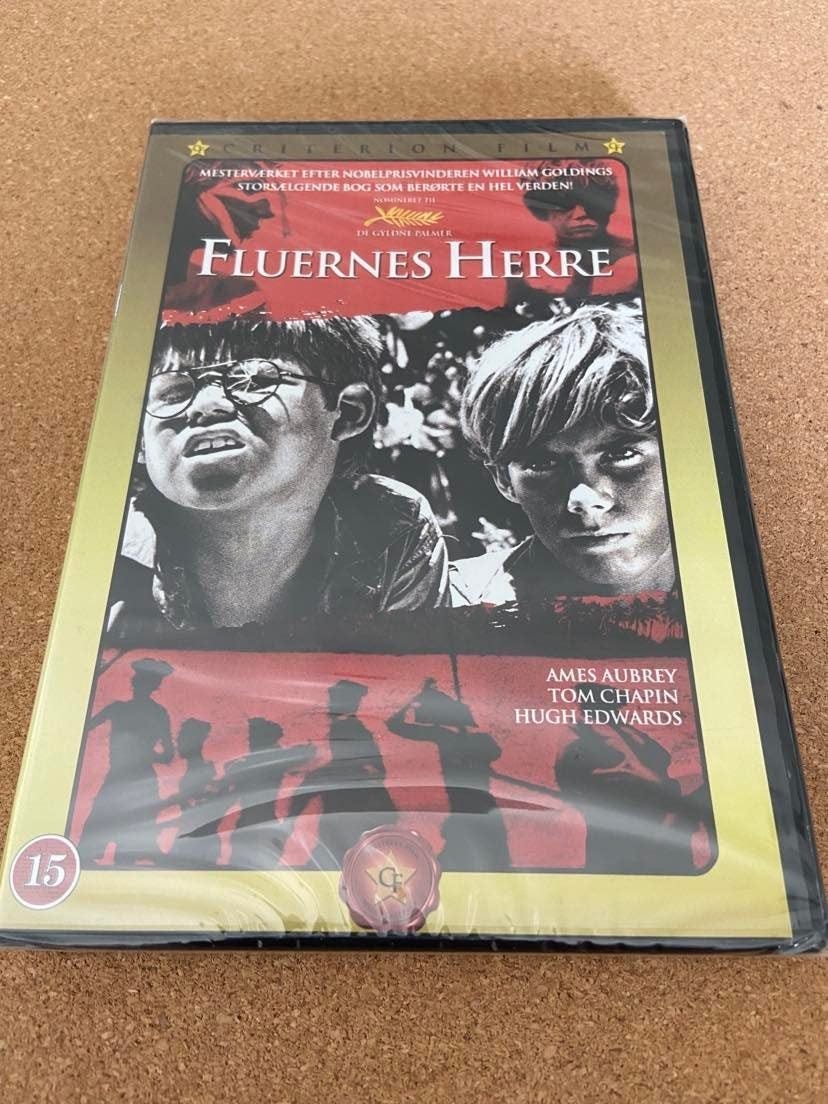 CRITERION FILM
MESTERVÆRKET EFTER NOBELPRISVINDEREN WILLIAM GOLDINGS
STORSÆLGENDE BOG SOM BERØRTE EN HEL VERDEN!
NOMINERET TIL
DE GYLDNE PALMER
FLUERNES HERRE
AMES AUBREY
TOM CHAPIN
HUGH EDWARDS
15
CF